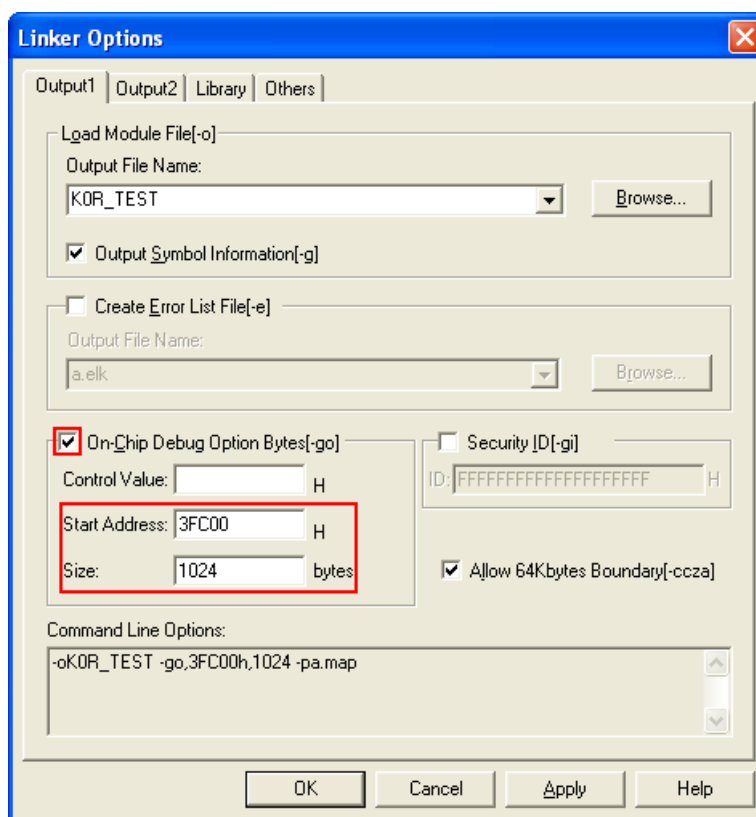 Linker Options
Output1 Output2 Library Others
Load Module File[-o]
Output File Name:
K0R_TEST Browse...
Output Symbol Information[-g]
Create Error List File[-e]
Output File Name:
a.elk Browse...
On-Chip Debug Option Bytes[-go] Security ID[-gi]
Control Value: H ID: FFFFFFFFFFFFFFFFFFFF H
Start Address: 3FC00 H
Size: 1024 bytes Allow 64Kbytes Boundary[-ccza]
Command Line Options:
-oK0R_TEST -go,3FC00h,1024 -pa.map
OK Cancel Apply Help